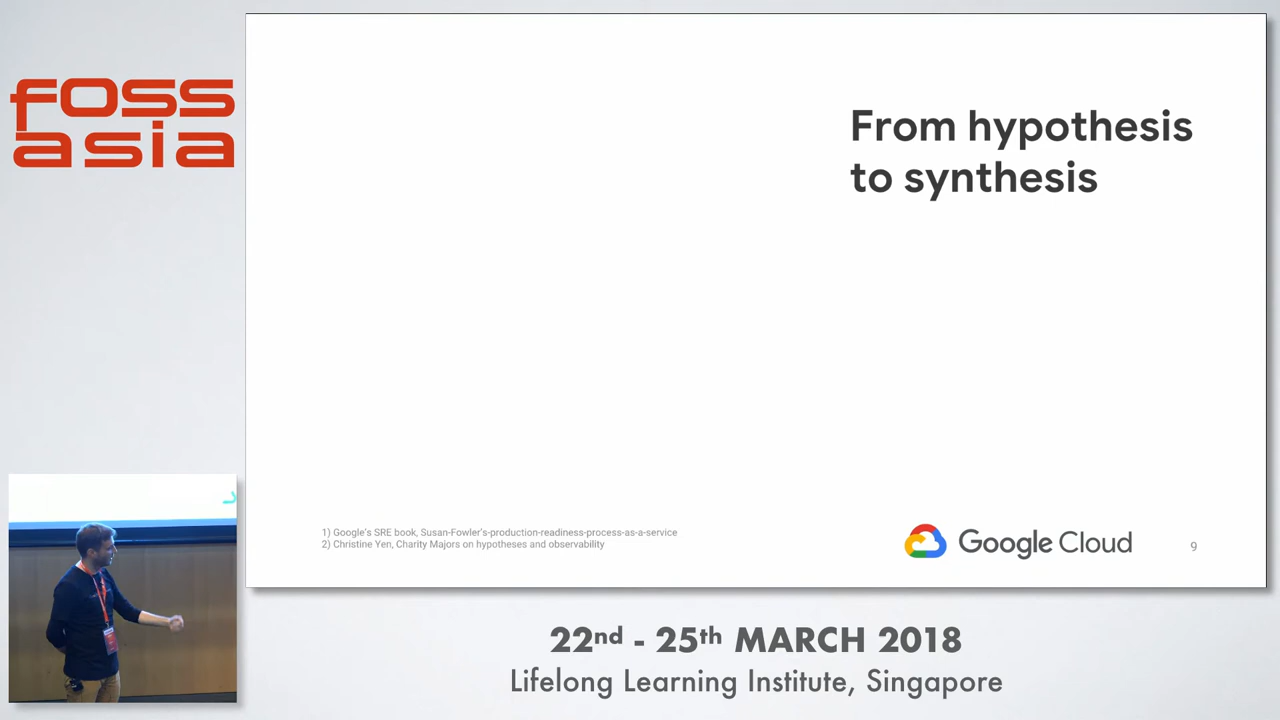 foss
asia
From hypothesis
to synthesis
1) Google's SRE book, Susan-Fowler's-production-readiness-process-as-a-service
2) Christine Yen, Charity Majors on hypotheses and observability
Google Cloud
9
22nd - 25th MARCH 2018
Lifelong Learning Institute, Singapore